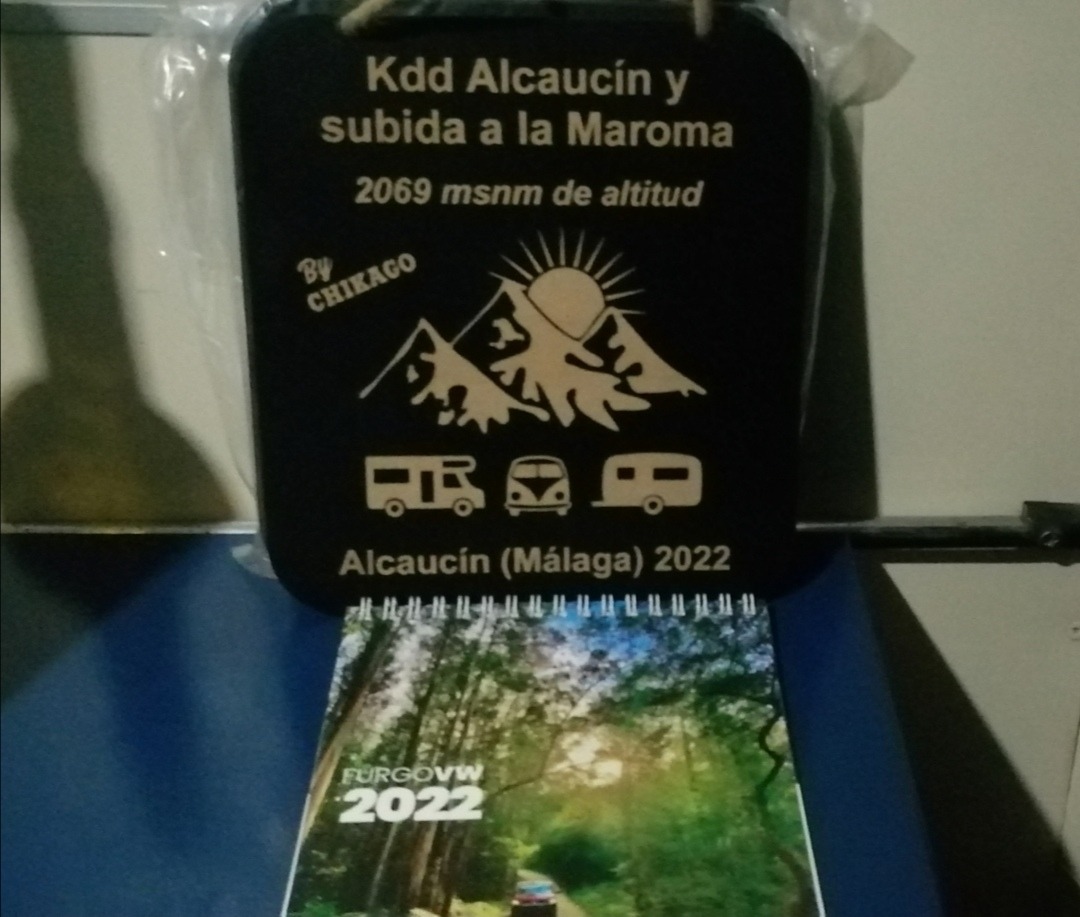 Kdd Alcaucín y
subida a la Maroma
2069 msnm de altitud
By
CHIKAGO
Alcaucín (Málaga) 2022
FURGOVW
2022